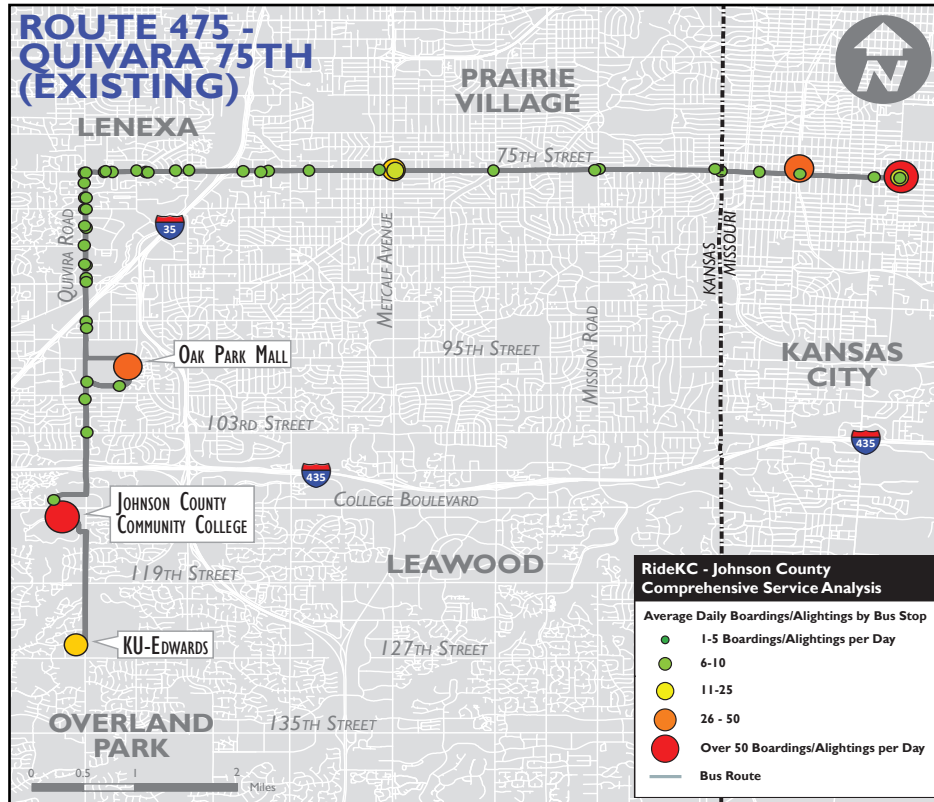 ROUTE 475 -
QUIVARA 75TH
(EXISTING)
N
PRAIRIE
VILLAGE
LENEXA
75TH STREET
QUIVIRA ROAD
35
METCALF AVENUE
KANSAS
MISSOURI
MISSION ROAD
OAK PARK MALL
95TH STREET
KANSAS
CITY
103RD STREET
435
435
COLLEGE BOULEVARD
JOHNSON COUNTY
COMMUNITY COLLEGE
LEAWOOD
119TH STREET
KU-EDWARDS
127TH STREET
OVERLAND
PARK
135TH STREET
0 0.5 1 2
Miles
RideKC - Johnson County
Comprehensive Service Analysis
Average Daily Boardings/Alightings by Bus Stop
1-5 Boardings/Alightings per Day
6-10
11-25
26 - 50
Over 50 Boardings/Alightings per Day
Bus Route